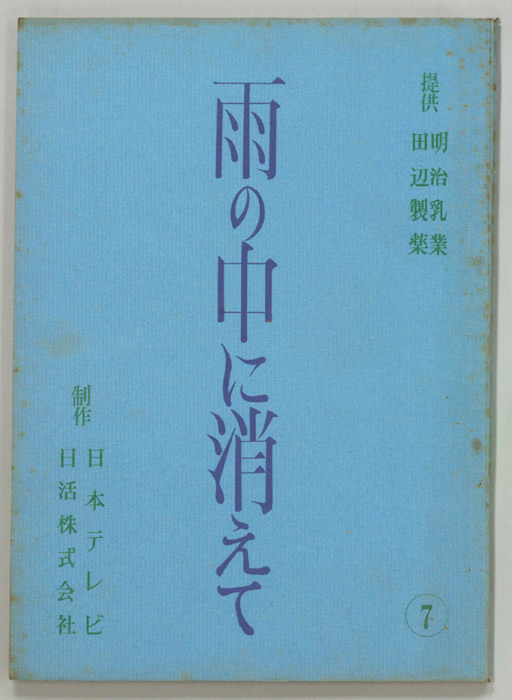 提供
明治乳業
田辺製薬
雨の中に消えて
制作
日本テレビ
日活株式会社
7